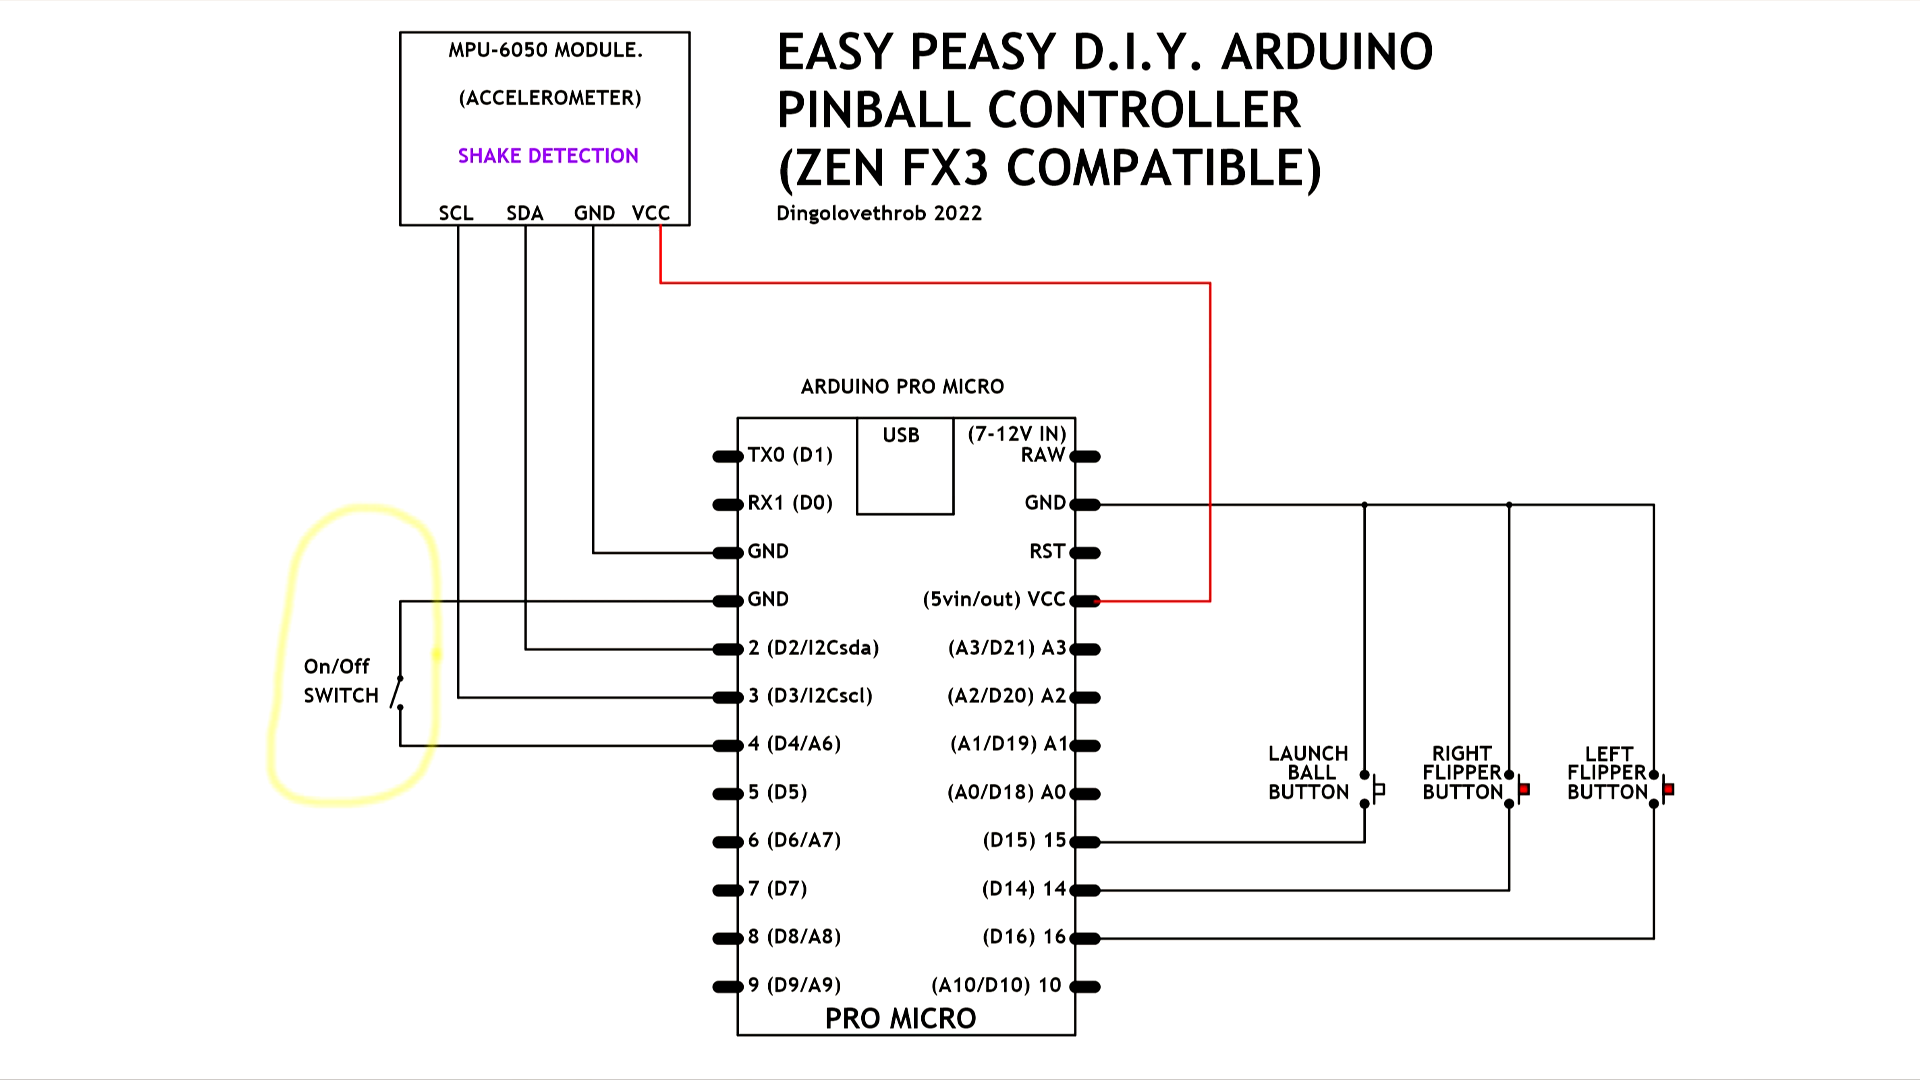 MPU-6050 MODULE.
(ACCELEROMETER)
SHAKE DETECTION
SCL SDA GND VCC
EASY PEASY D.I.Y. ARDUINO
PINBALL CONTROLLER
(ZEN FX3 COMPATIBLE)
Dingolovethrob 2022
ARDUINO PRO MICRO
USB
(7-12V IN)
TX0 (D1)
RAW
RX1 (D0)
GND
GND
RST
GND
(5vin/out) VCC
2 (D2/I2Csda)
(A3/D21) A3
3 (D3/I2Cscl)
(A2/D20) A2
4 (D4/A6)
(A1/D19) A1
5 (D5)
(A0/D18) A0
6 (D6/A7)
(D15) 15
7 (D7)
(D14) 14
8 (D8/A8)
(D16) 16
9 (D9/A9)
(A10/D10) 10
PRO MICRO
On/Off
SWITCH
LAUNCH
BALL
BUTTON
RIGHT
FLIPPER
BUTTON
LEFT
FLIPPER
BUTTON